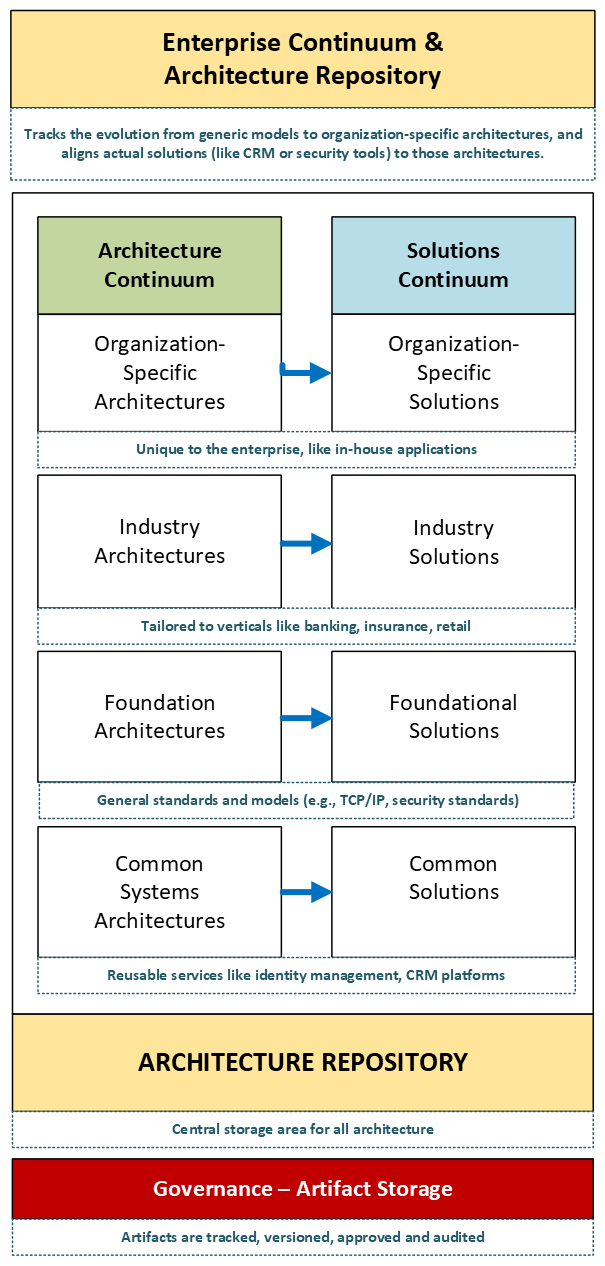 Enterprise Continuum &
Architecture Repository
Tracks the evolution from generic models to organization-specific architectures, and
aligns actual solutions (like CRM or security tools) to those architectures.
Architecture
Continuum
Solutions
Continuum
Organization-
Specific
Architectures
Organization-
Specific
Solutions
Unique to the enterprise, like in-house applications
Industry
Architectures
Industry
Solutions
Tailored to verticals like banking, insurance, retail
Foundation
Architectures
Foundational
Solutions
General standards and models (e.g., TCP/IP, security standards)
Common
Systems
Architectures
Common
Solutions
Reusable services like identity management, CRM platforms
ARCHITECTURE REPOSITORY
Central storage area for all architecture
Governance – Artifact Storage
Artifacts are tracked, versioned, approved and audited